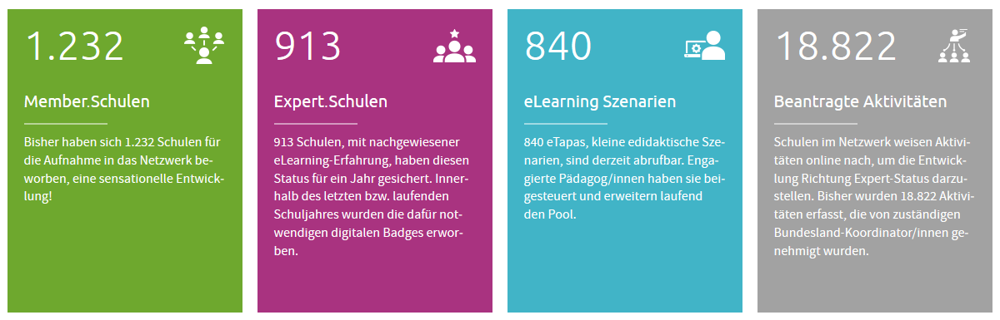 1.232
Member.Schulen
Bisher haben sich 1.232 Schulen für
die Aufnahme in das Netzwerk be-
worben, eine sensationelle Entwick-
lung!
913
Expert.Schulen
913 Schulen, mit nachgewiesener
eLearning-Erfahrung, haben diesen
Status für ein Jahr gesichert. Inner-
halb des letzten bzw. laufenden
Schuljahres wurden die dafür not-
wendigen digitalen Badges erwor-
ben.
840
eLearning Szenarien
840 eTapas, kleine edidaktische Sze-
narien, sind derzeit abrufbar. Enga-
gierte Pädagog/innen haben sie bei-
gesteuert und erweitern laufend
den Pool.
18.822
Beantragte Aktivitäten
Schulen im Netzwerk weisen Aktivi-
täten online nach, um die Entwick-
lung Richtung Expert-Status darzu-
stellen. Bisher wurden 18.822 Aktivi-
täten erfasst, die von zuständigen
Bundesland-Koordinator/innen ge-
nehmigt wurden.